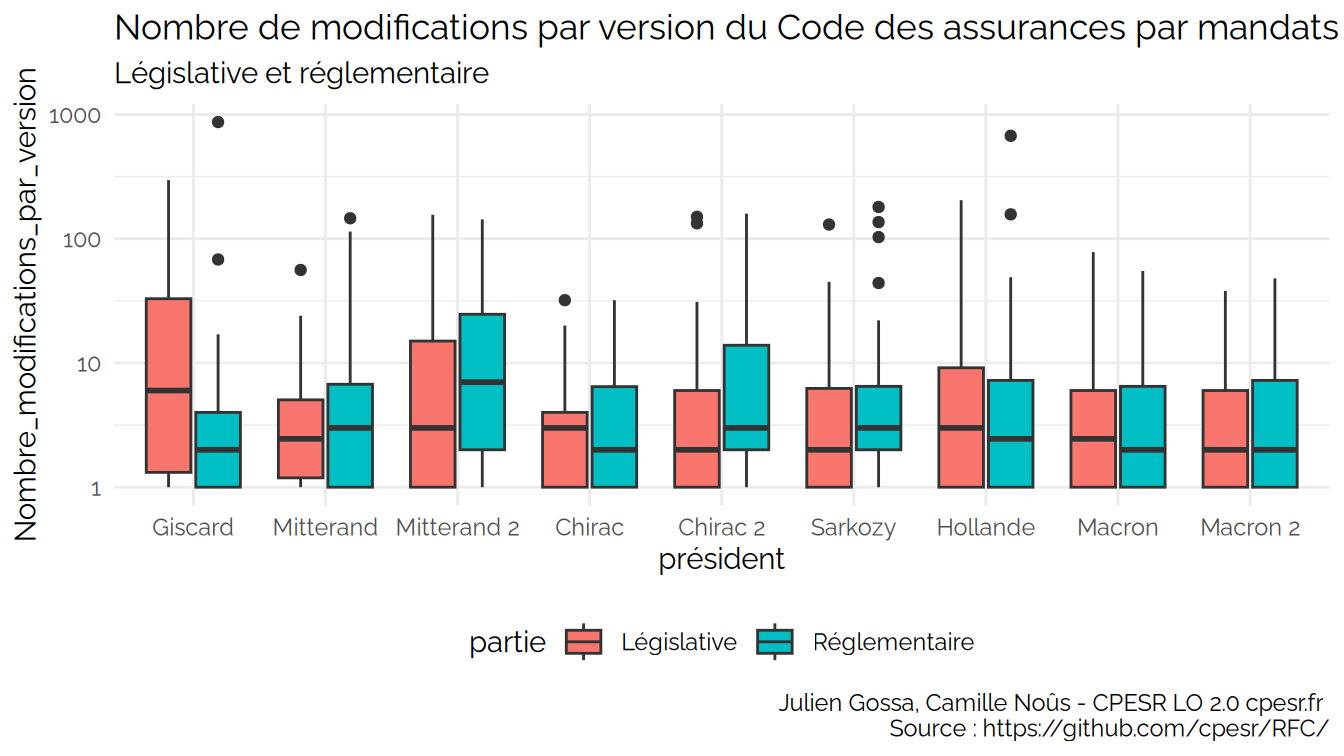 Nombre de modifications par version du Code des assurances par mandats
Législative et réglementaire
Nombre_modifications_par_version
1000
100
10
1
Giscard Mitterand Mitterand 2 Chirac Chirac 2 Sarkozy Hollande Macron Macron 2
président
partie Législative Réglementaire
Julien Gossa, Camille Noûs - CPESR LO 2.0 cpesr.fr
Source : https://github.com/cpesr/RFC/